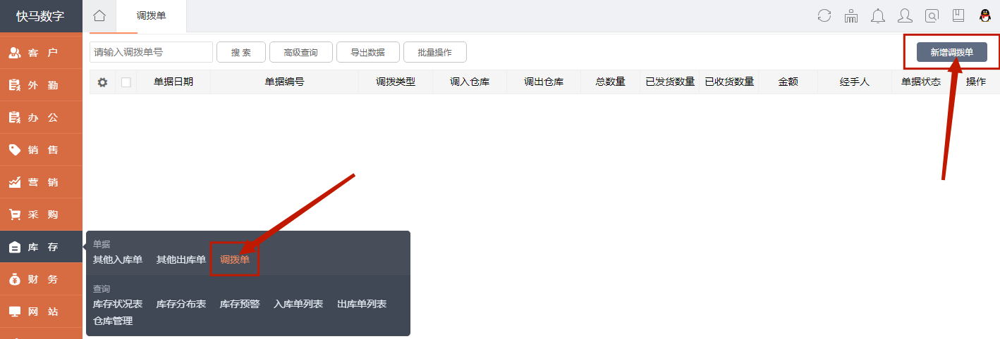 快马数字
调拨单
客 户
外 勤
办 公
销 售
营 销
采 购
库 存
财 务
网 站
请输入调拨单号 搜 索 高级查询 导出数据 批量操作 新增调拨单
单据日期 单据编号 调拨类型 调入仓库 调出仓库 总数量 已发货数量 已收货数量 金额 经手人 单据状态 操作
单据
其他入库单 其他出库单 调拨单
查询
库存状况表 库存分布表 库存预警 入库单列表 出库单列表
仓库管理